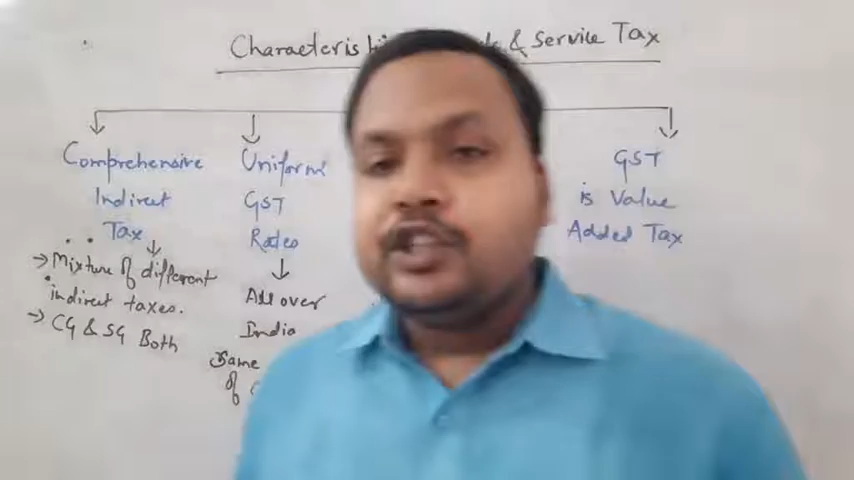 Characteris & Service Tax
Comprehensive
Indirect
Tax
→ Mixture of different
indirect taxes.
→ CG & SG Both
Uniform
GST
Rates
All over
India
Same
of
GST
is Value
Added Tax